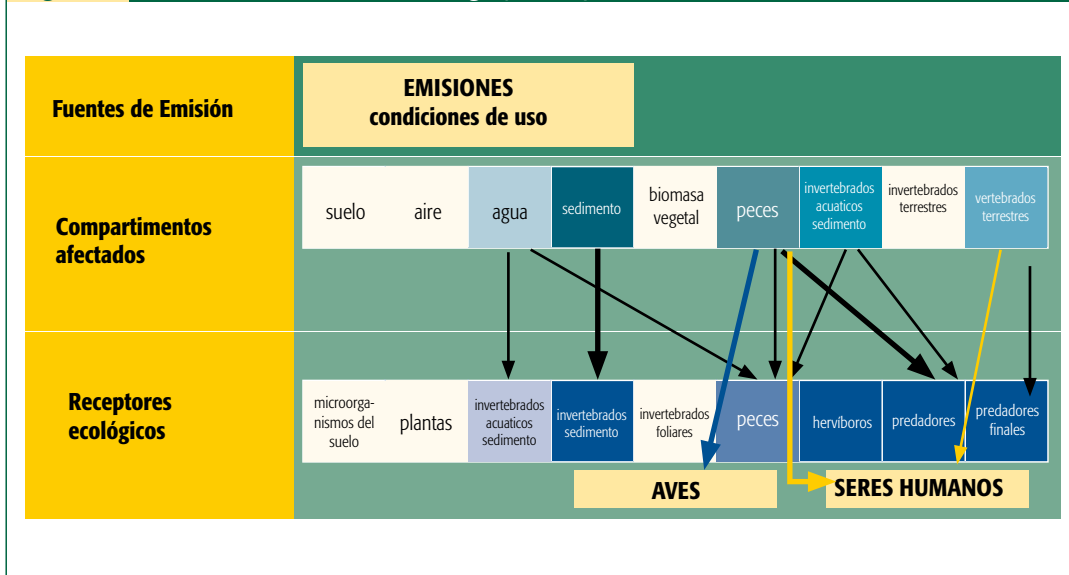 Fuentes de Emisión
EMISIONES
condiciones de uso
Compartimentos
afectados
suelo
aire
agua
sedimento
biomasa
vegetal
peces
invertebrados
acuaticos
sedimento
invertebrados
terrestres
vertebrados
terrestres
Receptores
ecológicos
microorga-
nismos del
suelo
plantas
invertebrados
acuaticos
sedimento
invertebrados
sedimento
invertebrados
foliares
peces
hervíboros
predadores
predadores
finales
AVES
SERES HUMANOS